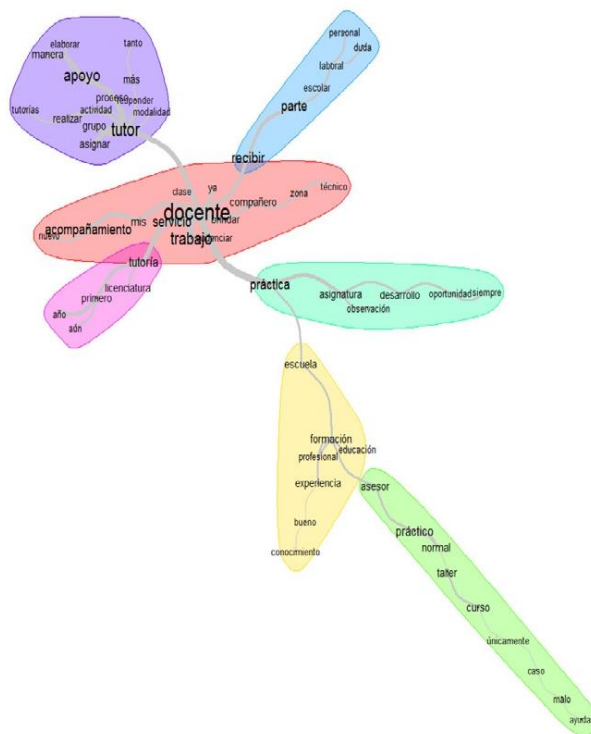 personal
elaborar
tanto
manera
duda
laboral
apoyo
más
escolar
proceso
responder
parte
tutorías
actividad
modalidad
realizar
grupo
tutor
asignar
recibir
ya
clase
zona
técnico
compañero
docente
mis
brindar
servicio
acompañamiento
nuevo
trabajo
tutoría
práctica
licenciatura
asignatura
desarrollo
oportunidad
siempre
primero
observación
año
aún
escuela
formación
educación
profesional
experiencia
asesor
bueno
práctico
normal
conocimiento
taller
curso
únicamente
caso
malo
ayuda